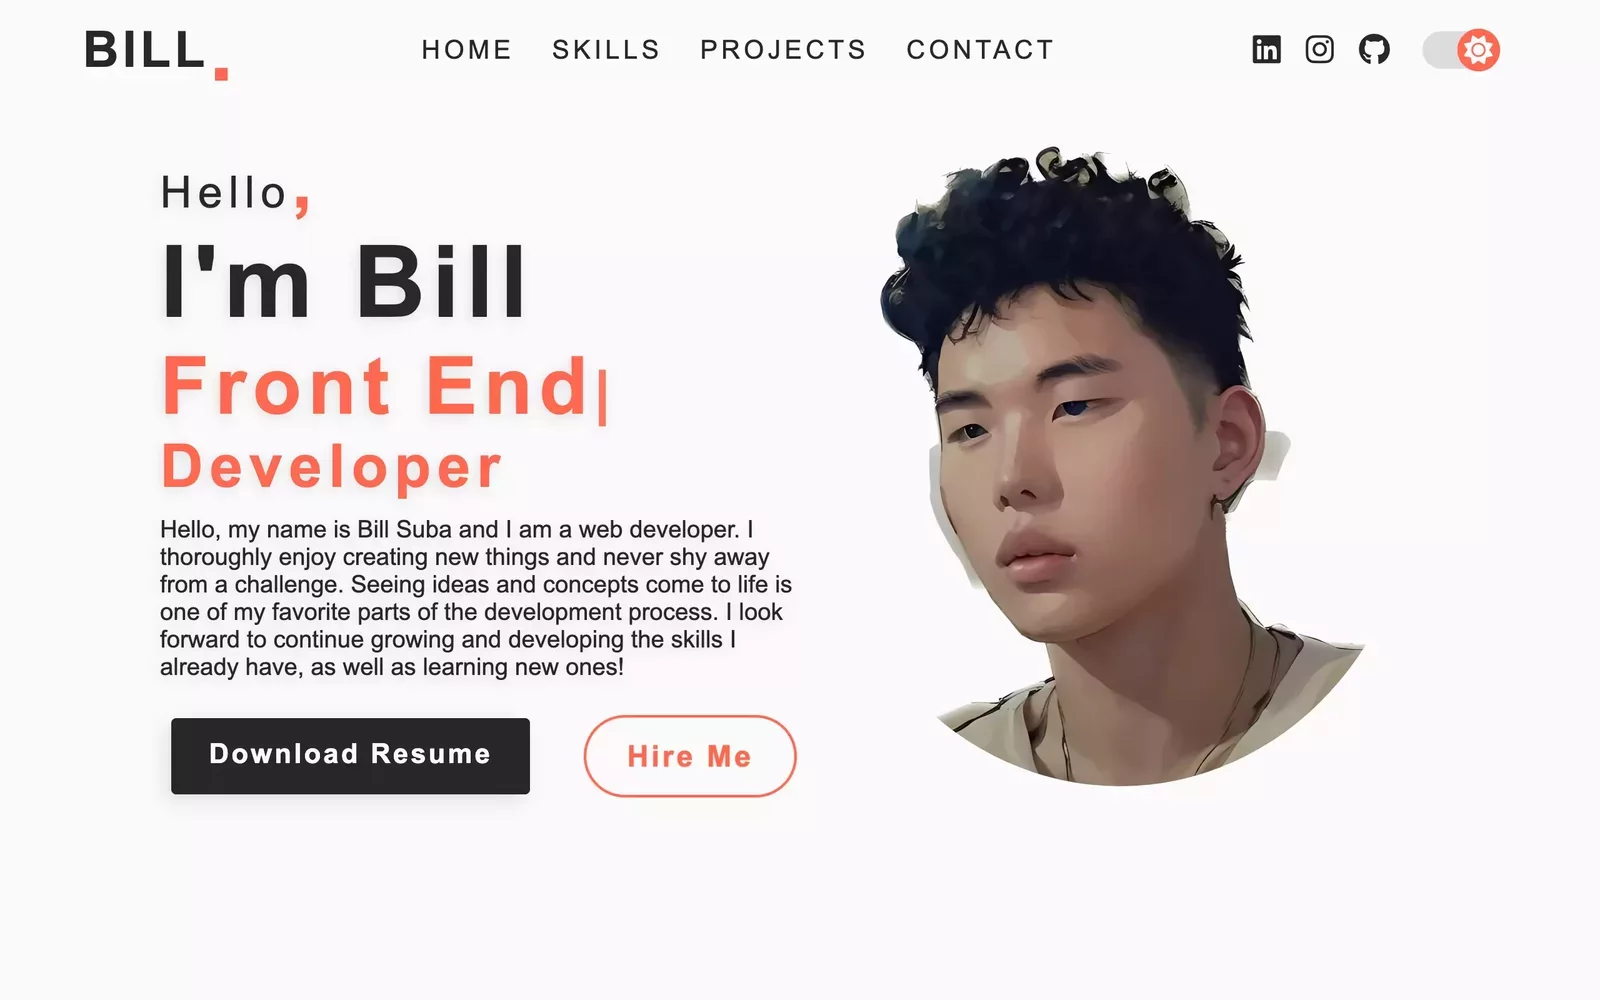 BILL.
HOME SKILLS PROJECTS CONTACT
in
Hello,
I'm Bill
Front End|
Developer
Hello, my name is Bill Suba and I am a web developer. I
thoroughly enjoy creating new things and never shy away
from a challenge. Seeing ideas and concepts come to life is
one of my favorite parts of the development process. I look
forward to continue growing and developing the skills I
already have, as well as learning new ones!
Download Resume
Hire Me